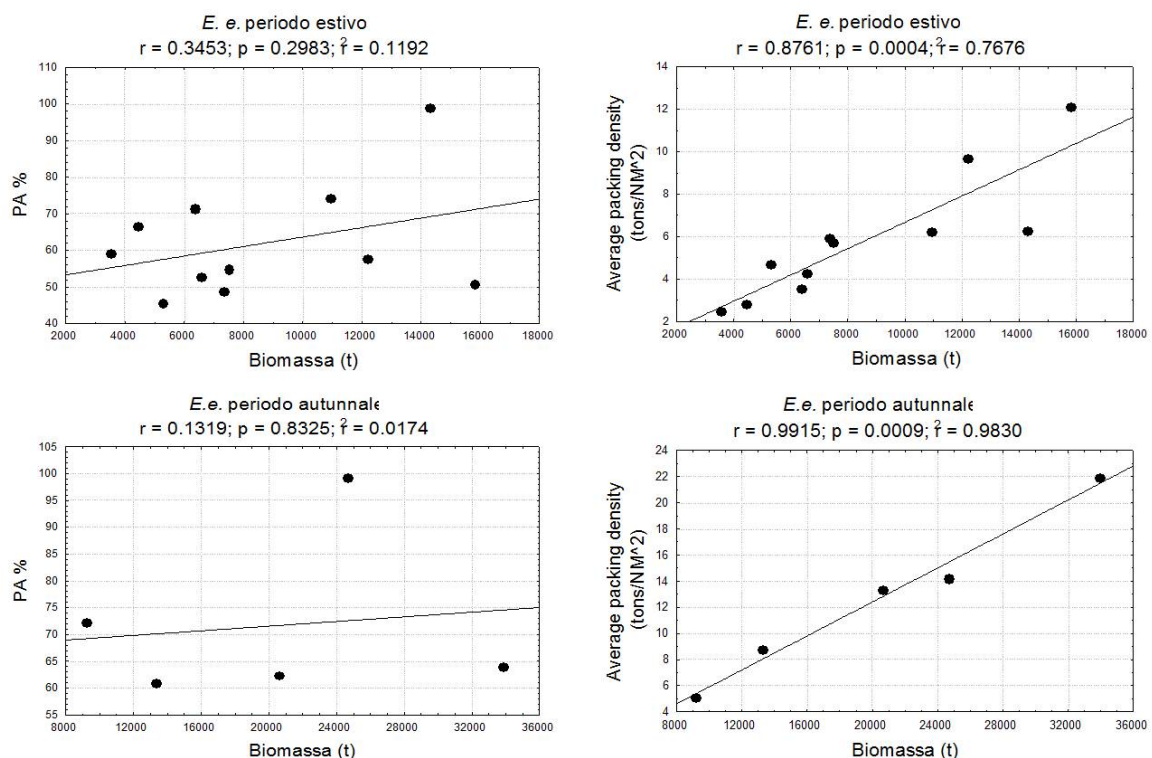 E. e. periodo estivo
r = 0.3453; p = 0.2983; r² = 0.1192
110
100
90
80
70
60
50
40
PA %
2000 4000 6000 8000 10000 12000 14000 16000 18000
Biomassa (t)
E. e. periodo estivo
r = 0.8761; p = 0.0004; r² = 0.7676
14
12
10
8
6
4
2
Average packing density
(tons/NM^2)
2000 4000 6000 8000 10000 12000 14000 16000 18000
Biomassa (t)
E.e. periodo autunnale
r = 0.1319; p = 0.8325; r² = 0.0174
105
100
95
90
85
80
75
70
65
60
55
PA %
8000 12000 16000 20000 24000 28000 32000 36000
Biomassa (t)
E.e. periodo autunnale
r = 0.9915; p = 0.0009; r² = 0.9830
24
22
20
18
16
14
12
10
8
6
4
Average packing density
(tons/NM^2)
8000 12000 16000 20000 24000 28000 32000 36000
Biomassa (t)